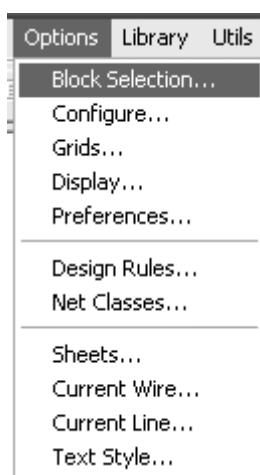 Options Library Utils
Block Selection...
Configure...
Grids...
Display...
Preferences...
Design Rules...
Net Classes...
Sheets...
Current Wire...
Current Line...
Text Style...